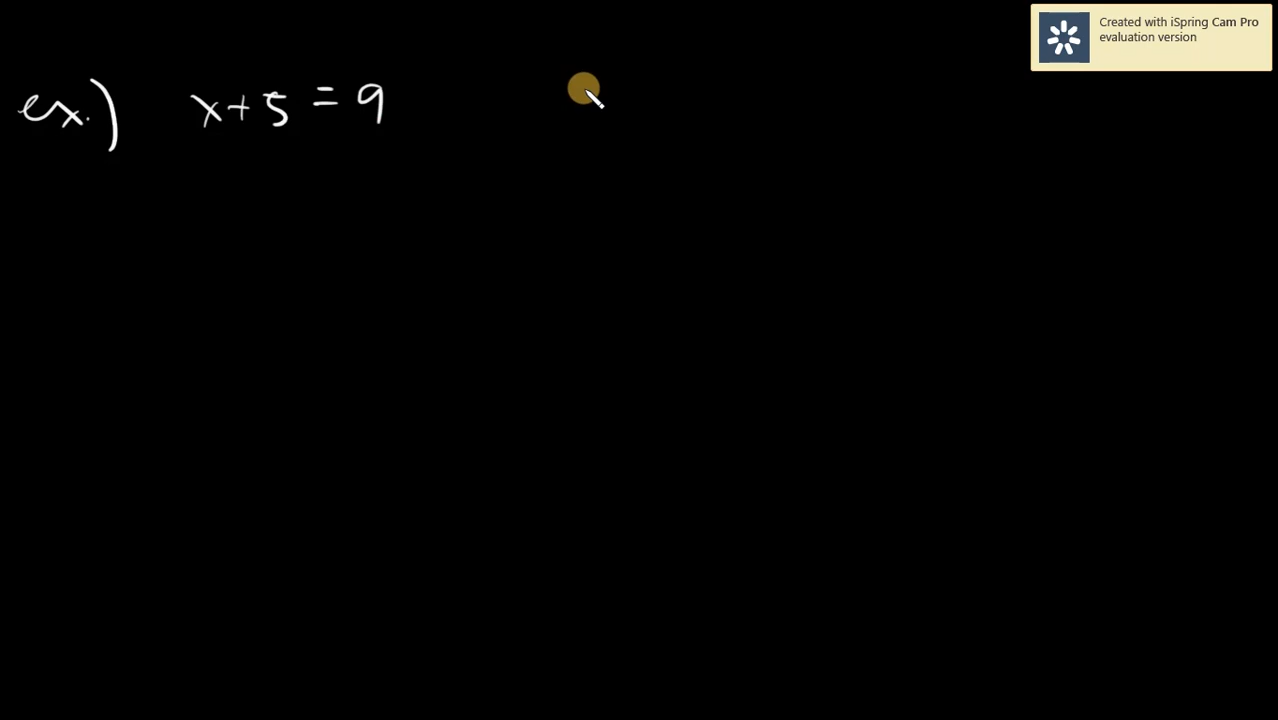 ex.) x+5 = 9
Created with iSpring Cam Pro
evaluation version